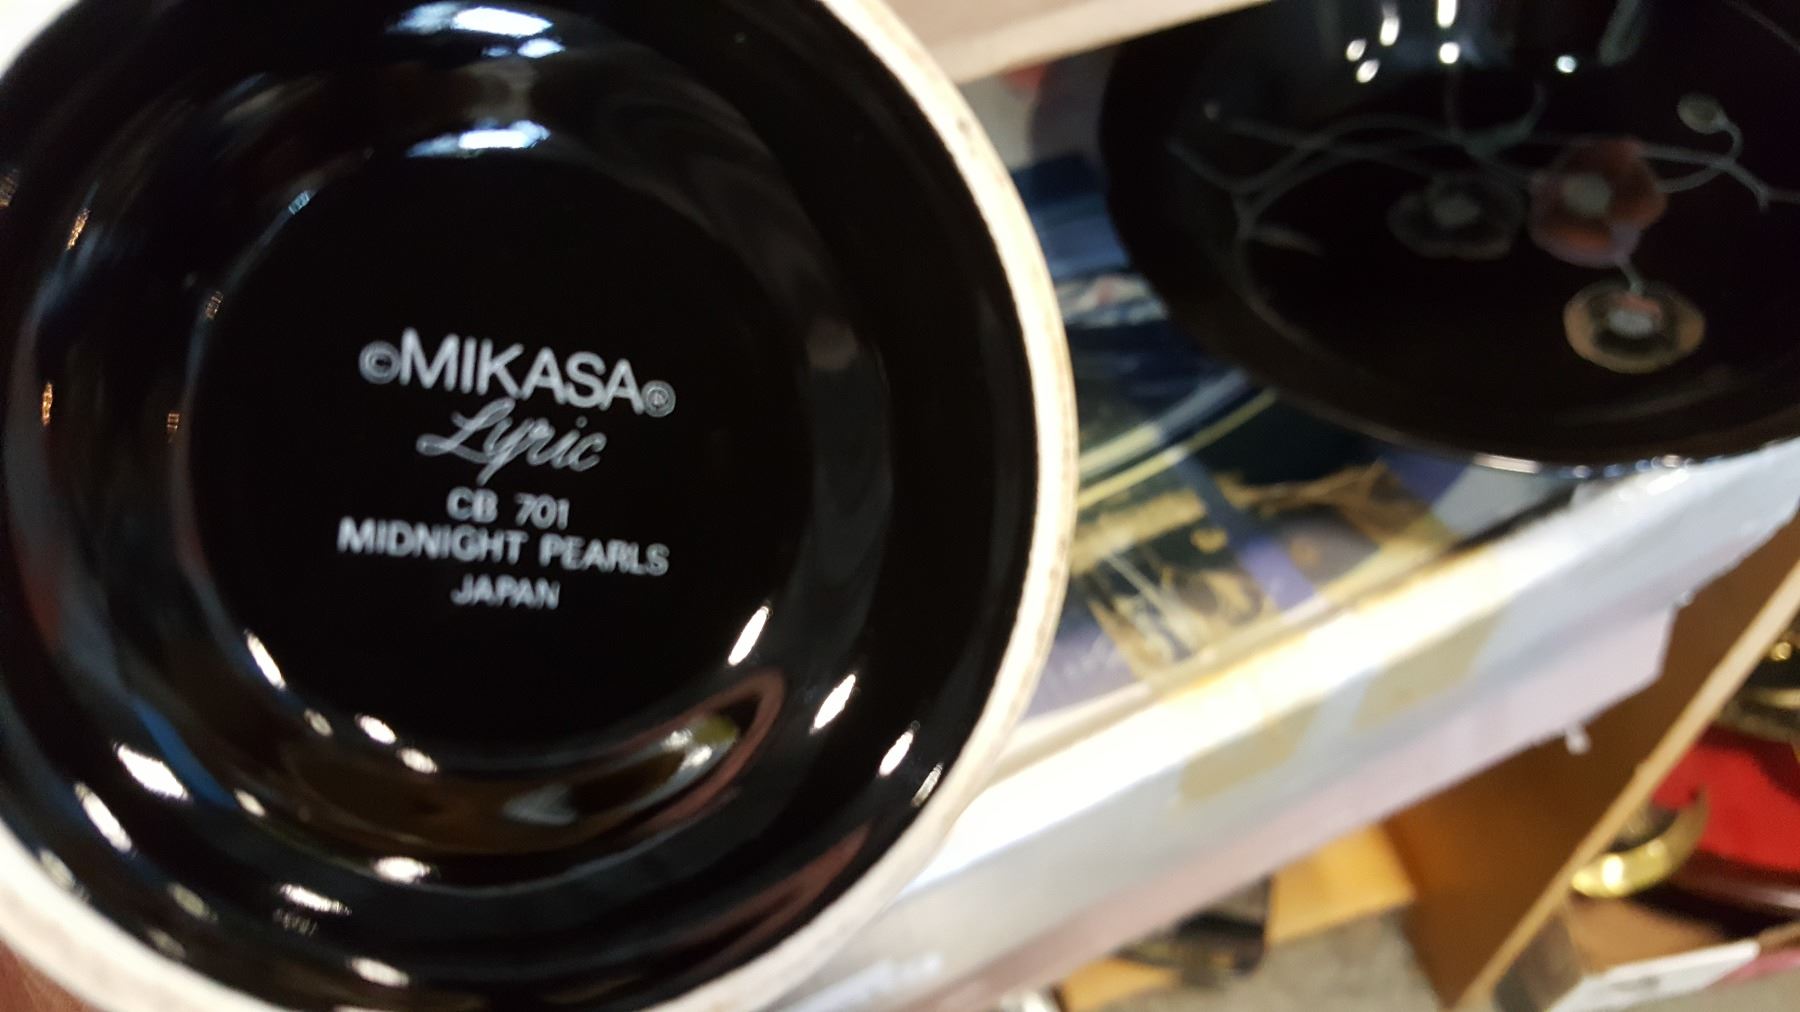 ©MIKASA®
Lyric
CB 701
MIDNIGHT PEARLS
JAPAN